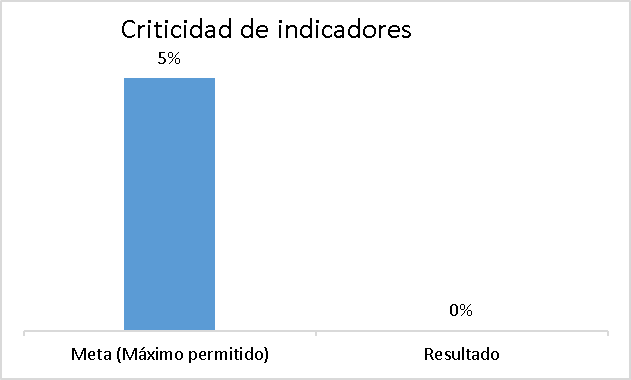 Criticidad de indicadores
5%
0%
Meta (Máximo permitido)
Resultado